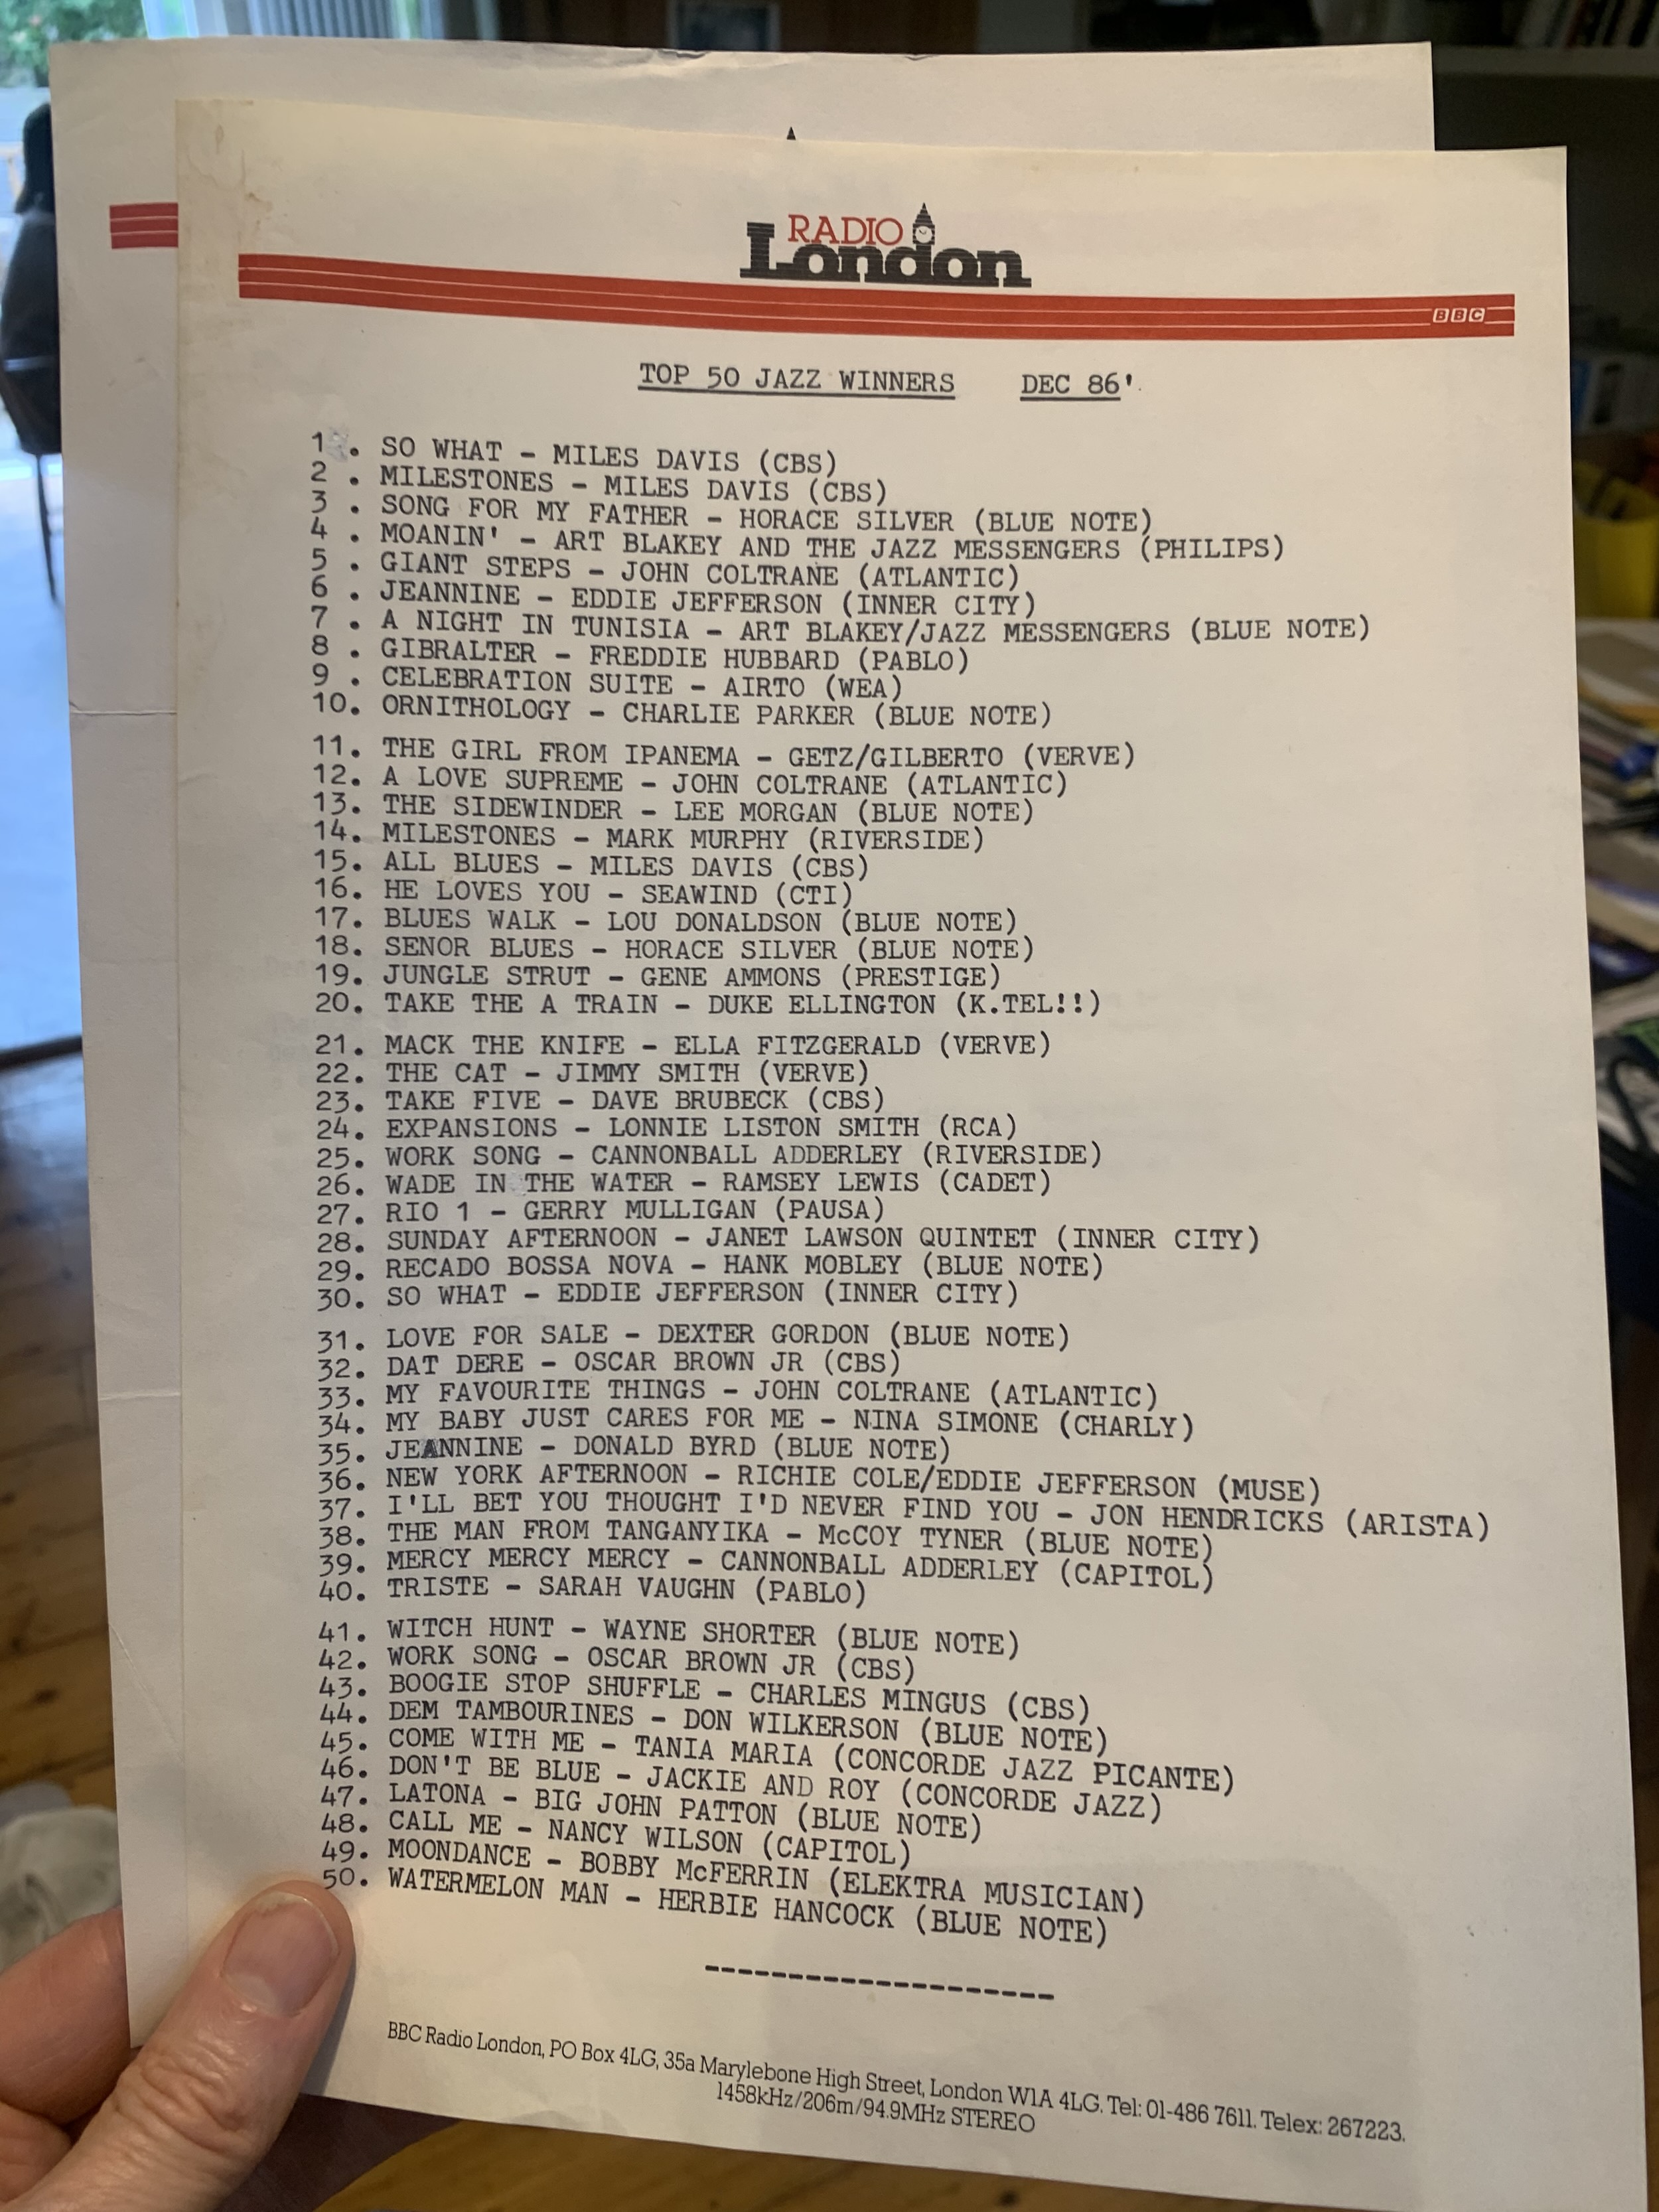 RADIO
London
BBC
TOP 50 JAZZ WINNERS DEC 86'.
1 . SO WHAT - MILES DAVIS (CBS)
2 . MILESTONES - MILES DAVIS (CBS)
3 . SONG FOR MY FATHER - HORACE SILVER (BLUE NOTE)
4 . MOANIN' - ART BLAKEY AND THE JAZZ MESSENGERS (PHILIPS)
5 . GIANT STEPS - JOHN COLTRANE (ATLANTIC)
6 . JEANNINE - EDDIE JEFFERSON (INNER CITY)
7 . A NIGHT IN TUNISIA - ART BLAKEY/JAZZ MESSENGERS (BLUE NOTE)
8 . GIBRALTER - FREDDIE HUBBARD (PABLO)
9 . CELEBRATION SUITE - AIRTO (WEA)
10. ORNITHOLOGY - CHARLIE PARKER (BLUE NOTE)
11. THE GIRL FROM IPANEMA - GETZ/GILBERTO (VERVE)
12. A LOVE SUPREME - JOHN COLTRANE (ATLANTIC)
13. THE SIDEWINDER - LEE MORGAN (BLUE NOTE)
14. MILESTONES - MARK MURPHY (RIVERSIDE)
15. ALL BLUES - MILES DAVIS (CBS)
16. HE LOVES YOU - SEAWIND (CTI)
17. BLUES WALK - LOU DONALDSON (BLUE NOTE)
18. SENOR BLUES - HORACE SILVER (BLUE NOTE)
19. JUNGLE STRUT - GENE AMMONS (PRESTIGE)
20. TAKE THE A TRAIN - DUKE ELLINGTON (K.TEL!!)
21. MACK THE KNIFE - ELLA FITZGERALD (VERVE)
22. THE CAT - JIMMY SMITH (VERVE)
23. TAKE FIVE - DAVE BRUBECK (CBS)
24. EXPANSIONS - LONNIE LISTON SMITH (RCA)
25. WORK SONG - CANNONBALL ADDERLEY (RIVERSIDE)
26. WADE IN THE WATER - RAMSEY LEWIS (CADET)
27. RIO 1 - GERRY MULLIGAN (PAUSA)
28. SUNDAY AFTERNOON - JANET LAWSON QUINTET (INNER CITY)
29. RECADO BOSSA NOVA - HANK MOBLEY (BLUE NOTE)
30. SO WHAT - EDDIE JEFFERSON (INNER CITY)
31. LOVE FOR SALE - DEXTER GORDON (BLUE NOTE)
32. DAT DERE - OSCAR BROWN JR (CBS)
33. MY FAVOURITE THINGS - JOHN COLTRANE (ATLANTIC)
34. MY BABY JUST CARES FOR ME - NINA SIMONE (CHARLY)
35. JEANNINE - DONALD BYRD (BLUE NOTE)
36. NEW YORK AFTERNOON - RICHIE COLE/EDDIE JEFFERSON (MUSE)
37. I'LL BET YOU THOUGHT I'D NEVER FIND YOU - JON HENDRICKS (ARISTA)
38. THE MAN FROM TANGANYIKA - McCOY TYNER (BLUE NOTE)
39. MERCY MERCY MERCY - CANNONBALL ADDERLEY (CAPITOL)
40. TRISTE - SARAH VAUGHN (PABLO)
41. WITCH HUNT - WAYNE SHORTER (BLUE NOTE)
42. WORK SONG - OSCAR BROWN JR (CBS)
43. BOOGIE STOP SHUFFLE - CHARLES MINGUS (CBS)
44. DEM TAMBOURINES - DON WILKERSON (BLUE NOTE)
45. COME WITH ME - TANIA MARIA (CONCORDE JAZZ PICANTE)
46. DON'T BE BLUE - JACKIE AND ROY (CONCORDE JAZZ)
47. LATONA - BIG JOHN PATTON (BLUE NOTE)
48. CALL ME - NANCY WILSON (CAPITOL)
49. MOONDANCE - BOBBY McFERRIN (ELEKTRA MUSICIAN)
50. WATERMELON MAN - HERBIE HANCOCK (BLUE NOTE)
---------------------
BBC Radio London, PO Box 4LG, 35a Marylebone High Street, London W1A 4LG. Tel: 01-486 7611. Telex: 267223.
1458kHz/206m/94.9MHz STEREO